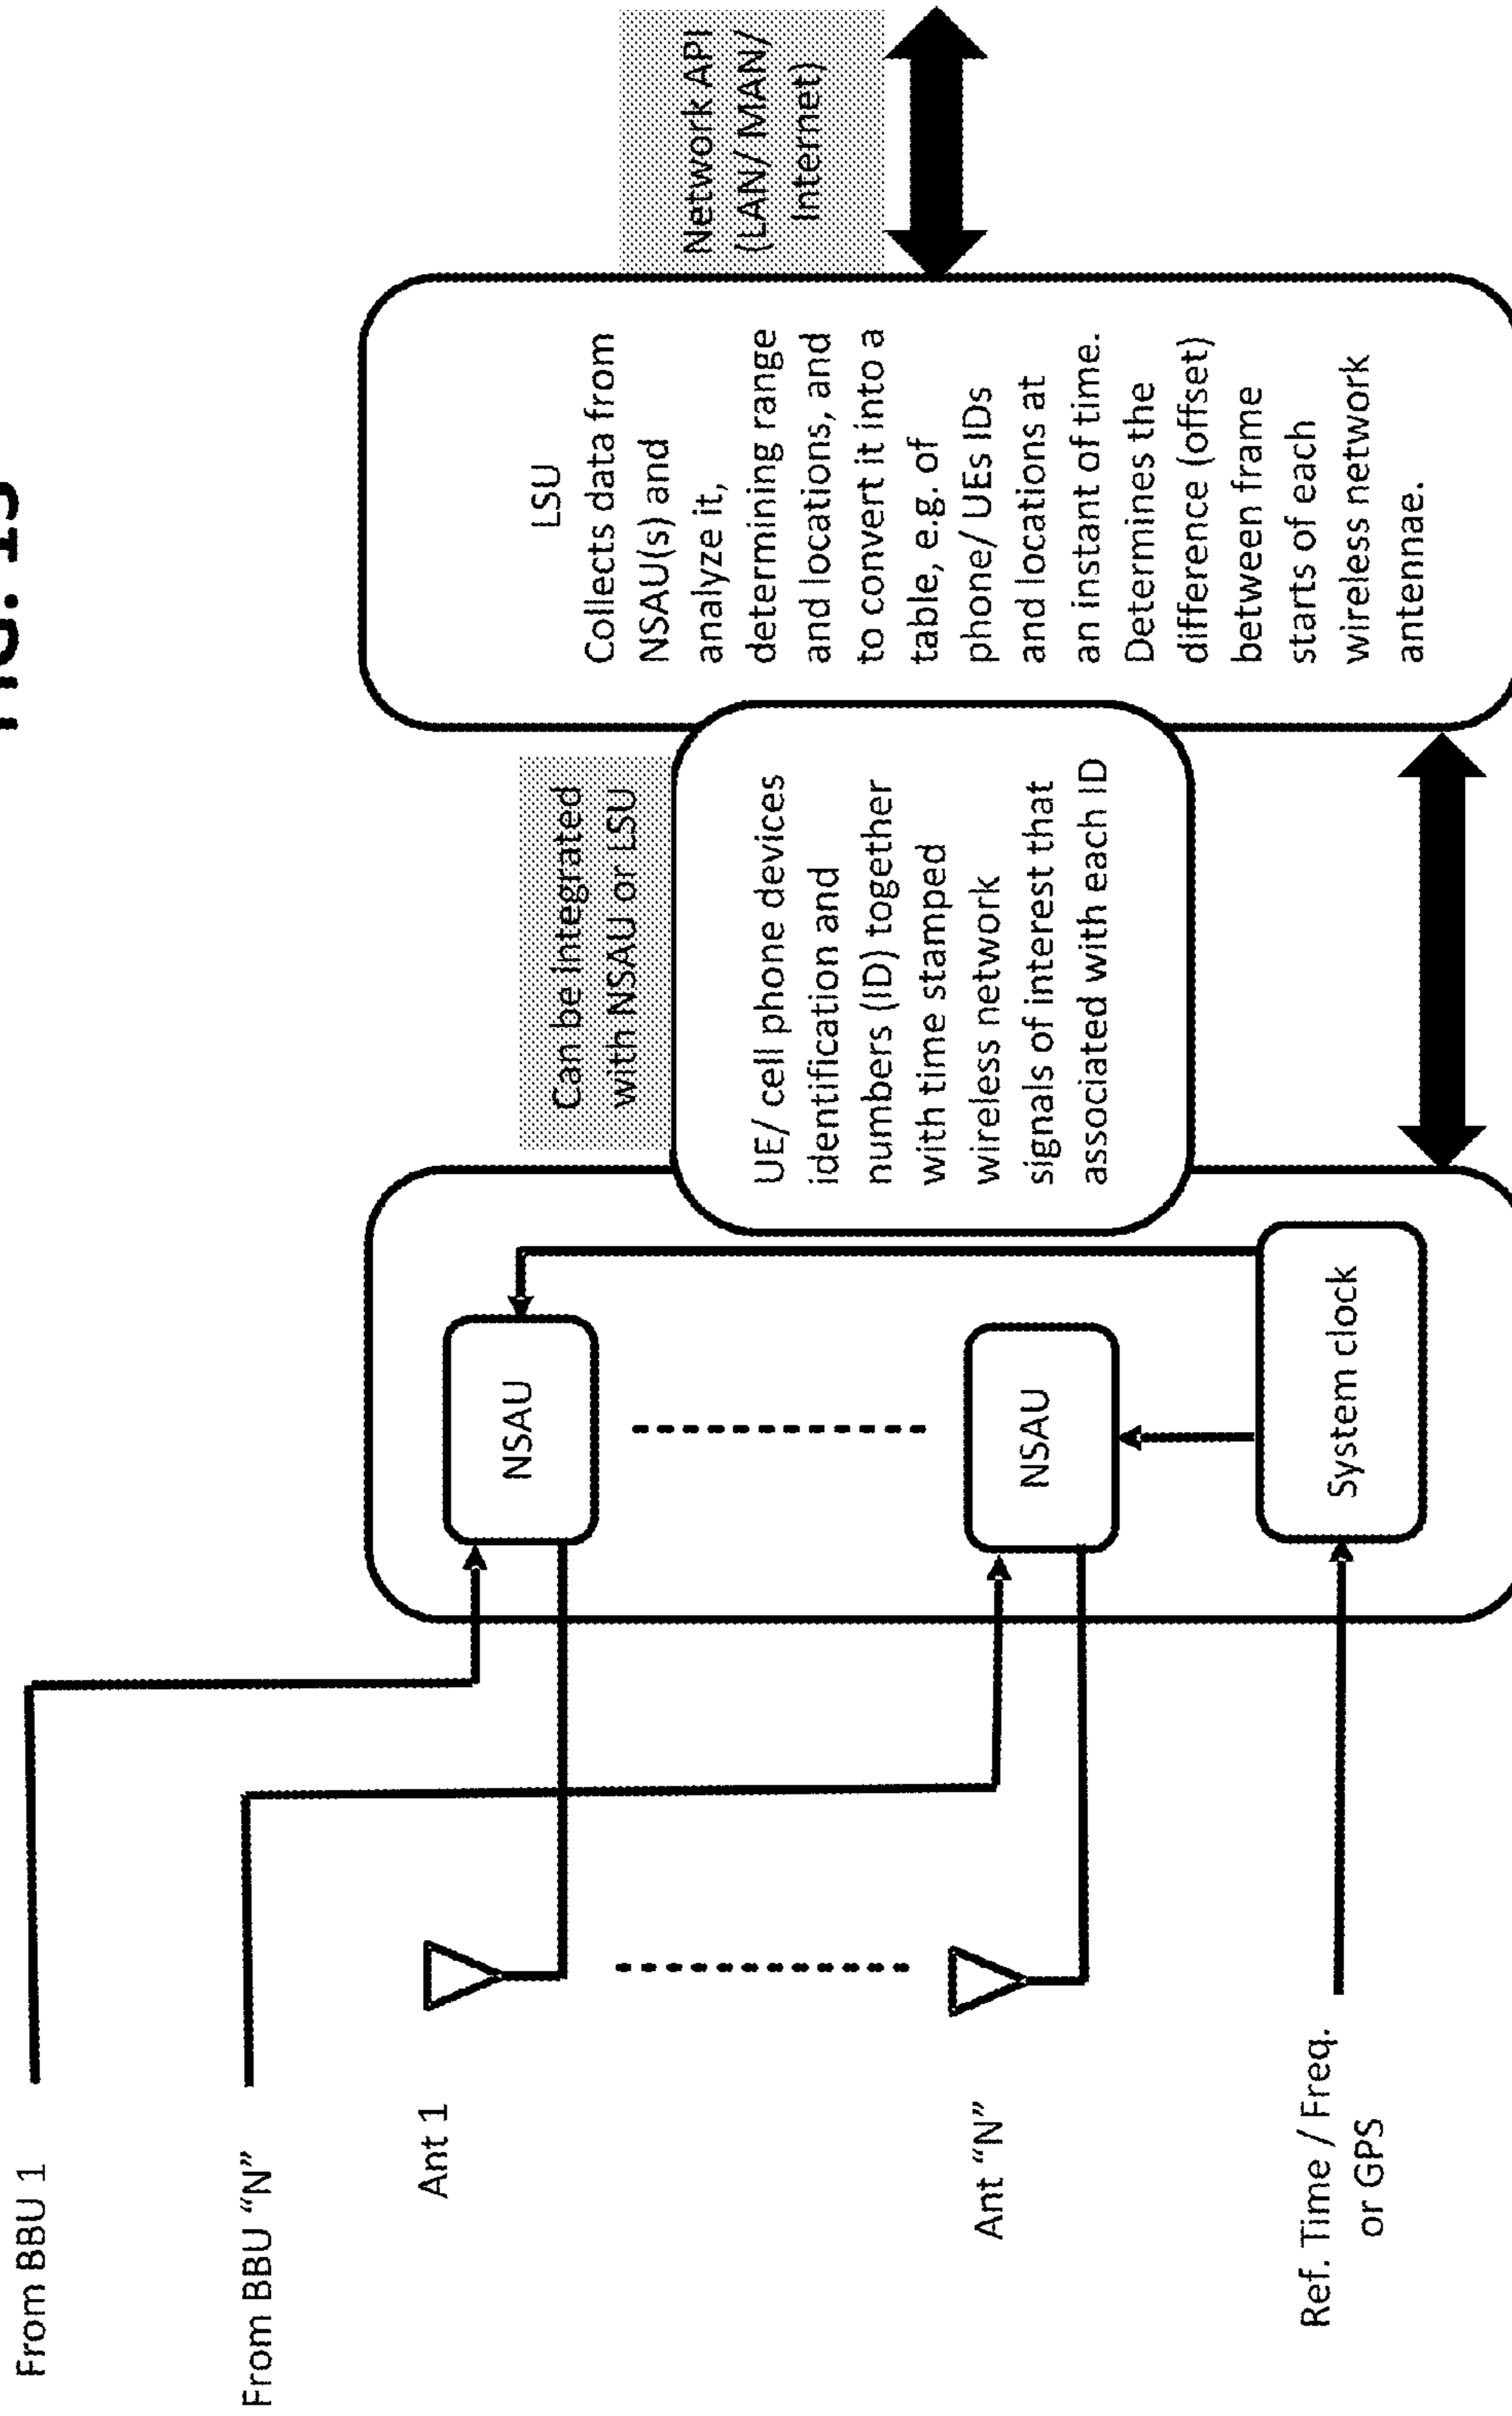 From BBU 1
From BBU "N"
Ant 1
Ant "N"
Ref. Time / Freq.
or GPS
NSAU
NSAU
System clock
Can be integrated
with NSAU or LSU
UE/ cell phone devices
identification and
numbers (ID) together
with time stamped
wireless network
signals of interest that
associated with each ID
LSU
Collects data from
NSAU(s) and
analyze it,
determining range
and locations, and
to convert it into a
table, e.g. of
phone/ UEs IDs
and locations at
an instant of time.
Determines the
difference (offset)
between frame
starts of each
wireless network
antennae.
Network API
(LAN/ MAN/
Internet)